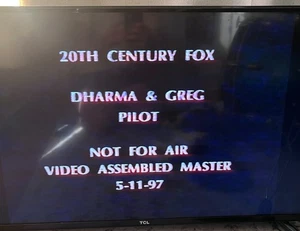 20TH CENTURY FOX
DHARMA & GREG
PILOT
NOT FOR AIR
VIDEO ASSEMBLED MASTER
5-11-97
TCL